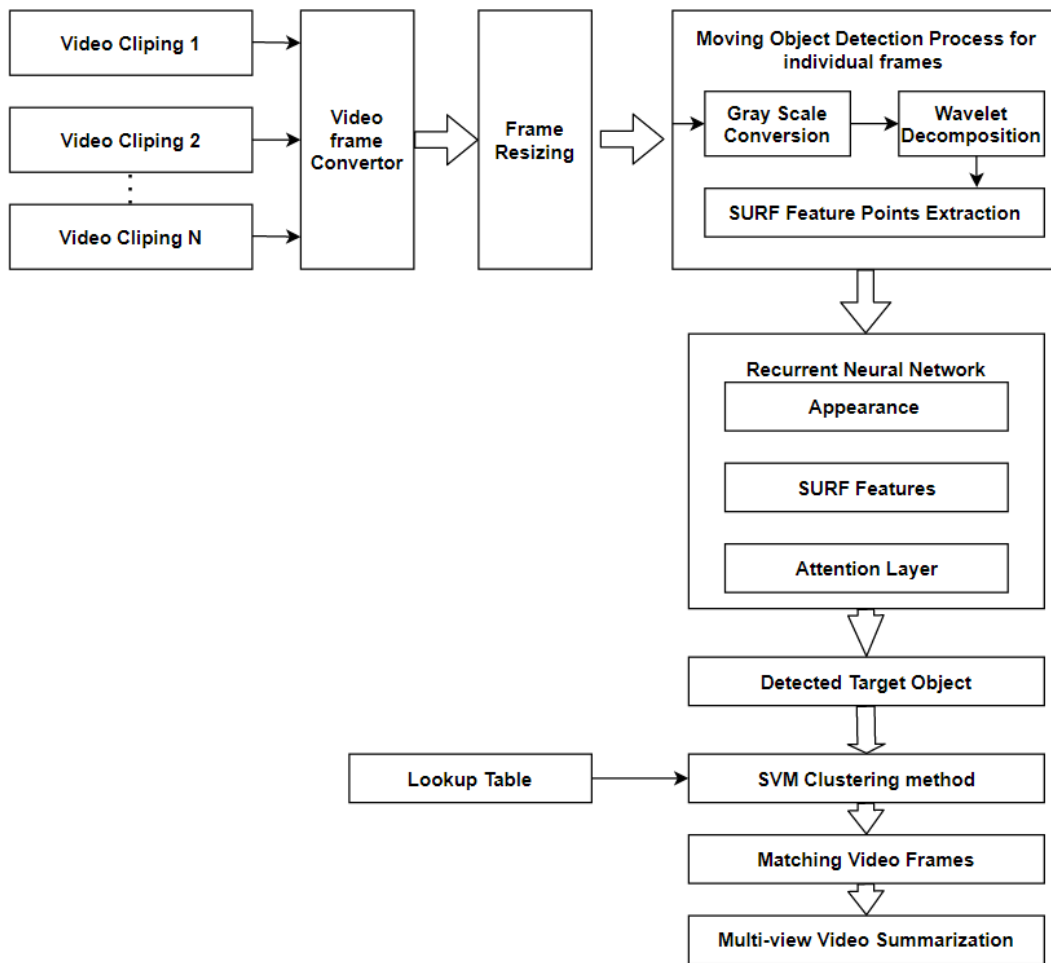 Video Cliping 1
Video Cliping 2
Video Cliping N
Video
frame
Convertor
Frame
Resizing
Moving Object Detection Process for
individual frames
Gray Scale
Conversion
Wavelet
Decomposition
SURF Feature Points Extraction
Recurrent Neural Network
Appearance
SURF Features
Attention Layer
Detected Target Object
Lookup Table
SVM Clustering method
Matching Video Frames
Multi-view Video Summarization